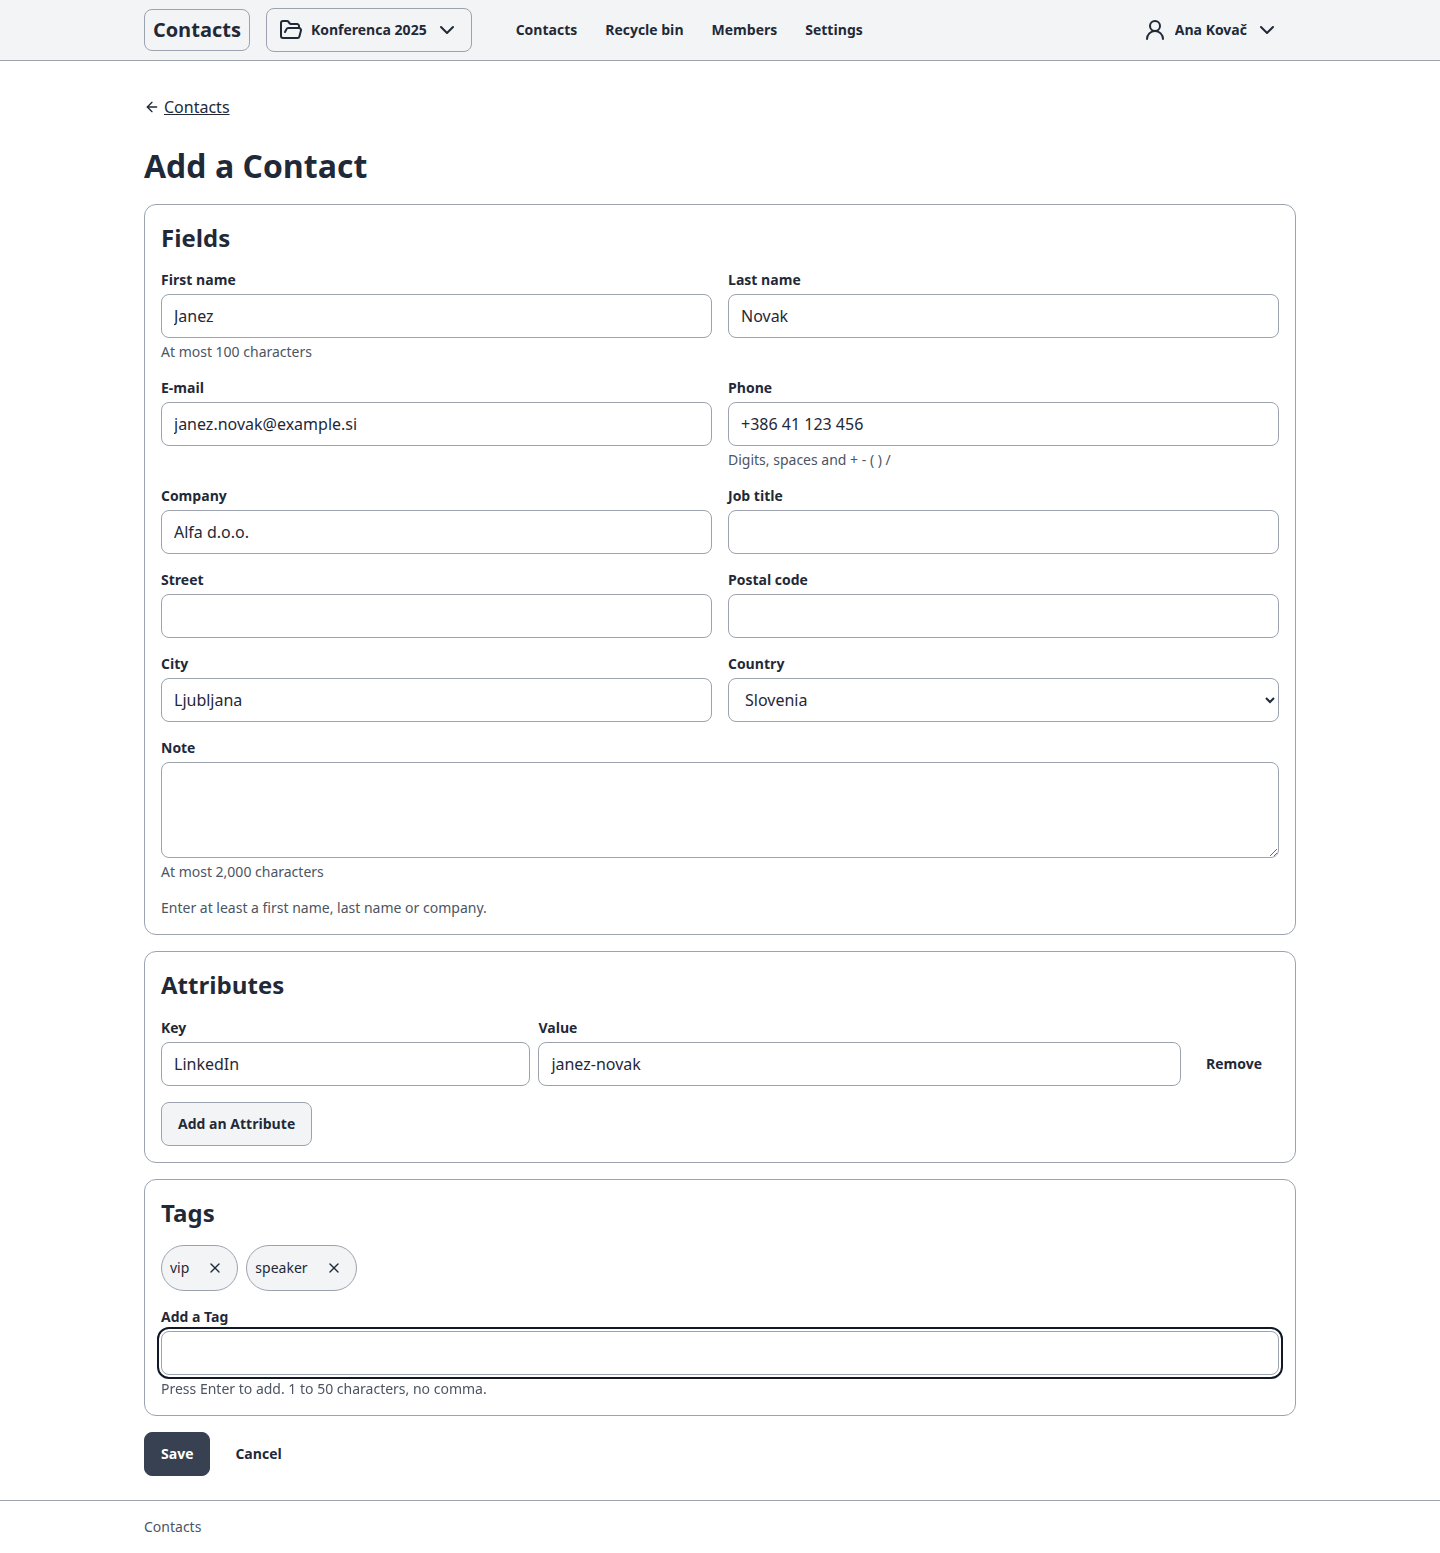 Contacts Konferenca 2025 Contacts Recycle bin Members Settings Ana Kovač
← Contacts
Add a Contact
Fields
First name Last name
Janez Novak
At most 100 characters
E-mail Phone
janez.novak@example.si +386 41 123 456
Digits, spaces and + - ( ) /
Company Job title
Alfa d.o.o.
Street Postal code
City Country
Ljubljana Slovenia
Note
At most 2,000 characters
Enter at least a first name, last name or company.
Attributes
Key Value
LinkedIn janez-novak Remove
Add an Attribute
Tags
vip speaker
Add a Tag
Press Enter to add. 1 to 50 characters, no comma.
Save Cancel
Contacts